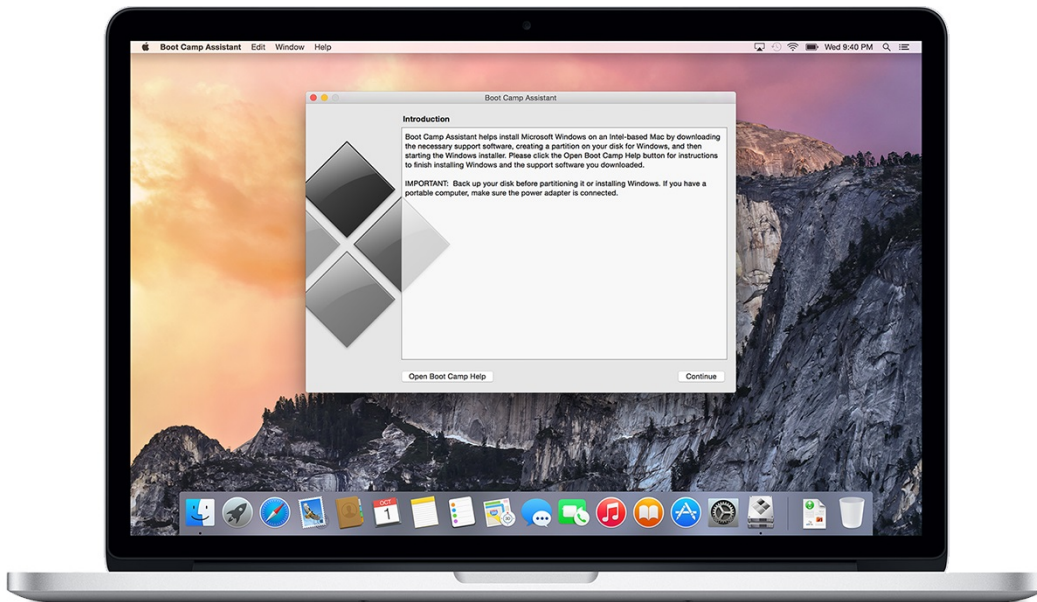 Boot Camp Assistant Edit Window Help Wed 9:40 PM
Boot Camp Assistant
Introduction
Boot Camp Assistant helps install Microsoft Windows on an Intel-based Mac by downloading
the necessary support software, creating a partition on your disk for Windows, and then
starting the Windows installer. Please click the Open Boot Camp Help button for instructions
to finish installing Windows and the support software you downloaded.
IMPORTANT: Back up your disk before partitioning it or installing Windows. If you have a
portable computer, make sure the power adapter is connected.
Open Boot Camp Help Continue
OCT
1